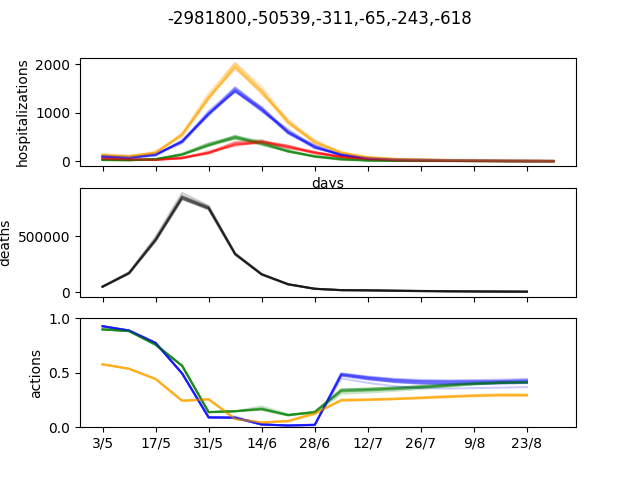 -2981800,-50539,-311,-65,-243,-618
hospitalizations
2000
1000
0
days
deaths
500000
0
actions
1.0
0.5
0.0
3/5 17/5 31/5 14/6 28/6 12/7 26/7 9/8 23/8